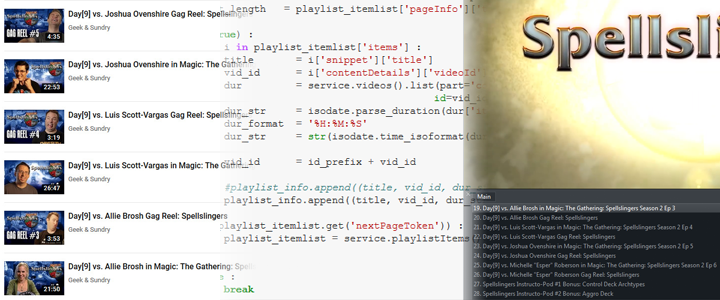 Day[9] vs. Joshua Ovenshire Gag Reel: Spellslingers
Geek & Sundry
GAG REEL #5
4:35
Day[9] vs. Joshua Ovenshire in Magic: The Gathering
Geek & Sundry
22:53
Day[9] vs. Luis Scott-Vargas Gag Reel: Spellslingers
Geek & Sundry
GAG REEL #4
3:19
Day[9] vs. Luis Scott-Vargas in Magic: The Gathering
Geek & Sundry
26:47
Day[9] vs. Allie Brosh Gag Reel: Spellslingers
Geek & Sundry
GAG REEL #3
3:53
Day[9] vs. Allie Brosh in Magic: The Gathering: Spell
Geek & Sundry
21:50
_length = playlist_itemlist['pageInfo']['
rue) :
i in playlist_itemlist['items'] :
title = i['snippet']['title']
vid_id = i['contentDetails']['videoId'
dur = service.videos().list(part='
id=vid_
dur_str = isodate.parse_duration(dur['i
dur_format = '%H:%M:%S'
dur_str = str(isodate.time_isoformat(du
vid_id = id_prefix + vid_id
#playlist_info.append((title, vid_id, dur
playlist_info.append((title, vid_id, dur_s
playlist_itemlist.get('nextPageToken')) :
playlist_itemlist = service.playlistItems
:
break
Spellsli
Main
19. Day[9] vs. Allie Brosh in Magic: The Gathering: Spellslingers Season 2 Ep 3
20. Day[9] vs. Allie Brosh Gag Reel: Spellslingers
21. Day[9] vs. Luis Scott-Vargas in Magic: The Gathering: Spellslingers Season 2 Ep 4
22. Day[9] vs. Luis Scott-Vargas Gag Reel: Spellslingers
23. Day[9] vs. Joshua Ovenshire in Magic: The Gathering: Spellslingers Season 2 Ep 5
24. Day[9] vs. Joshua Ovenshire Gag Reel: Spellslingers
25. Day[9] vs. Michelle "Esper" Roberson in Magic: The Gathering: Spellslingers Season 2 Ep 6
26. Day[9] vs. Michelle "Esper" Roberson Gag Reel: Spellslingers
27. Spellslingers Instructo-Pod #1 Bonus: Control Deck Archtypes
28. Spellslingers Instructo-Pod #2 Bonus: Aggro Deck